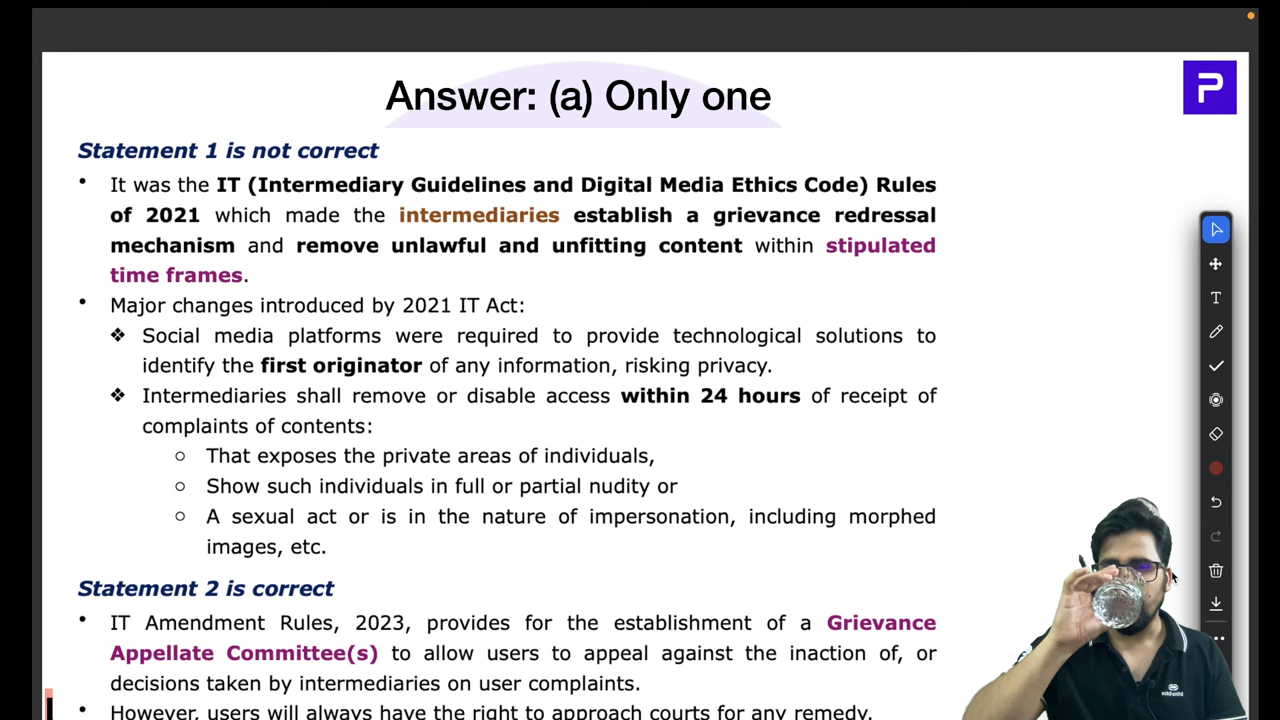 Answer: (a) Only one
P
Statement 1 is not correct
• It was the IT (Intermediary Guidelines and Digital Media Ethics Code) Rules
of 2021 which made the intermediaries establish a grievance redressal
mechanism and remove unlawful and unfitting content within stipulated
time frames.
• Major changes introduced by 2021 IT Act:
❖ Social media platforms were required to provide technological solutions to
identify the first originator of any information, risking privacy.
❖ Intermediaries shall remove or disable access within 24 hours of receipt of
complaints of contents:
○ That exposes the private areas of individuals,
○ Show such individuals in full or partial nudity or
○ A sexual act or is in the nature of impersonation, including morphed
images, etc.
Statement 2 is correct
• IT Amendment Rules, 2023, provides for the establishment of a Grievance
Appellate Committee(s) to allow users to appeal against the inaction of, or
decisions taken by intermediaries on user complaints.
• However, users will always have the right to approach courts for any remedy.